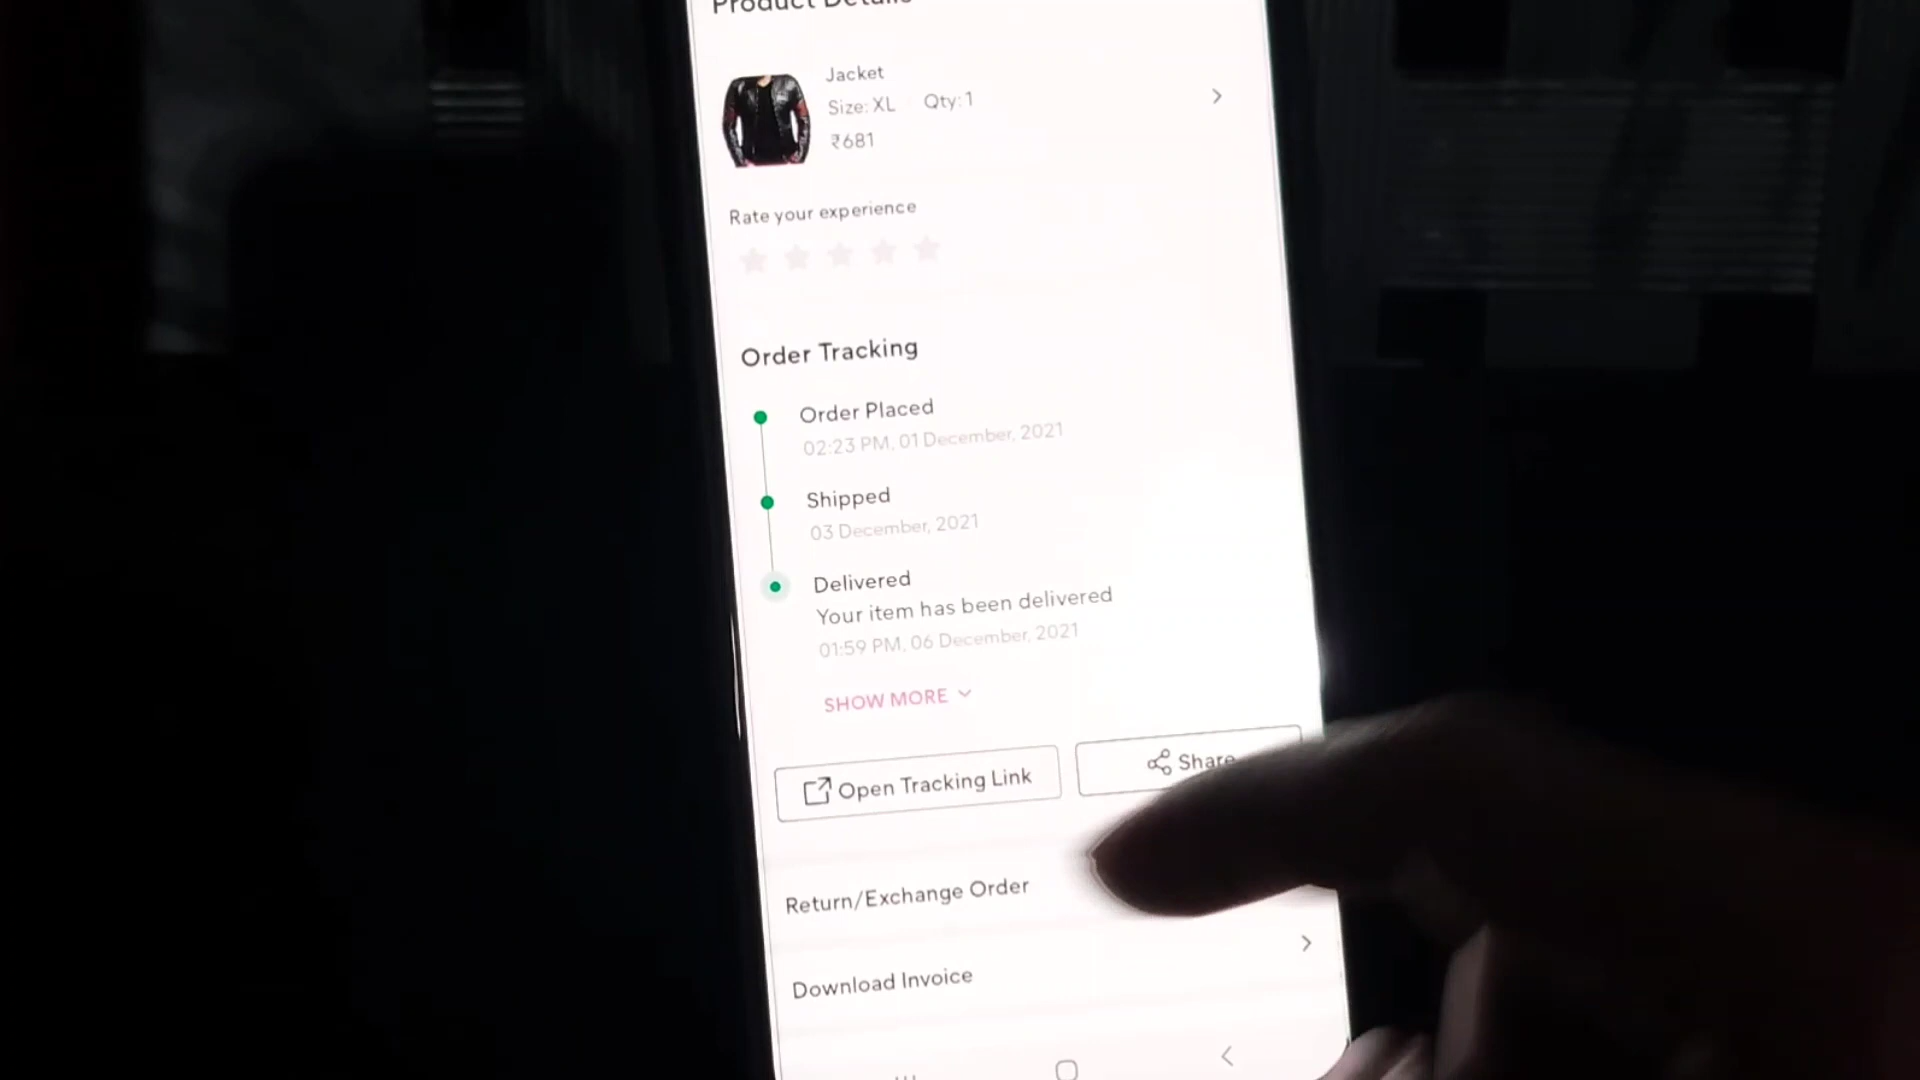 Product Details
Jacket
Size: XL Qty: 1
₹681
Rate your experience
Order Tracking
Order Placed
02:23 PM, 01 December, 2021
Shipped
03 December, 2021
Delivered
Your item has been delivered
01:59 PM, 06 December, 2021
SHOW MORE
Open Tracking Link
Share
Return/Exchange Order
Download Invoice